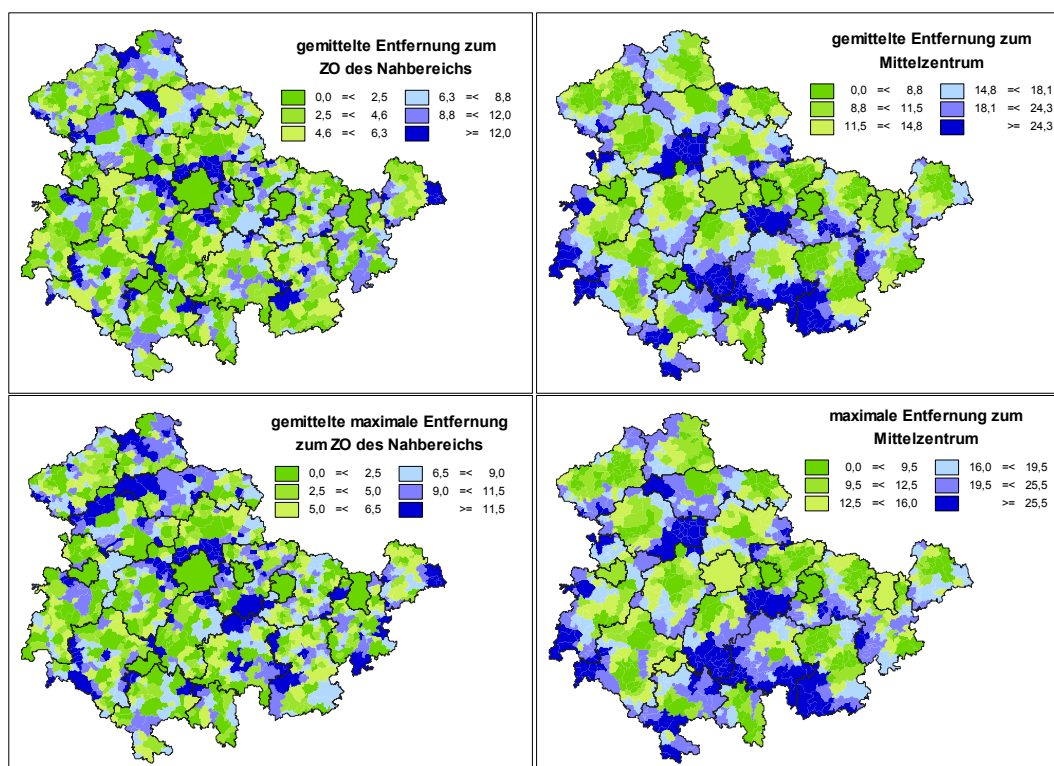 gemittelte Entfernung zum
ZO des Nahbereichs
0,0 =< 2,5 6,3 =< 8,8
2,5 =< 4,6 8,8 =< 12,0
4,6 =< 6,3 >= 12,0
gemittelte Entfernung zum
Mittelzentrum
0,0 =< 8,8 14,8 =< 18,1
8,8 =< 11,5 18,1 =< 24,3
11,5 =< 14,8 >= 24,3
gemittelte maximale Entfernung
zum ZO des Nahbereichs
0,0 =< 2,5 6,5 =< 9,0
2,5 =< 5,0 9,0 =< 11,5
5,0 =< 6,5 >= 11,5
maximale Entfernung zum
Mittelzentrum
0,0 =< 9,5 16,0 =< 19,5
9,5 =< 12,5 19,5 =< 25,5
12,5 =< 16,0 >= 25,5